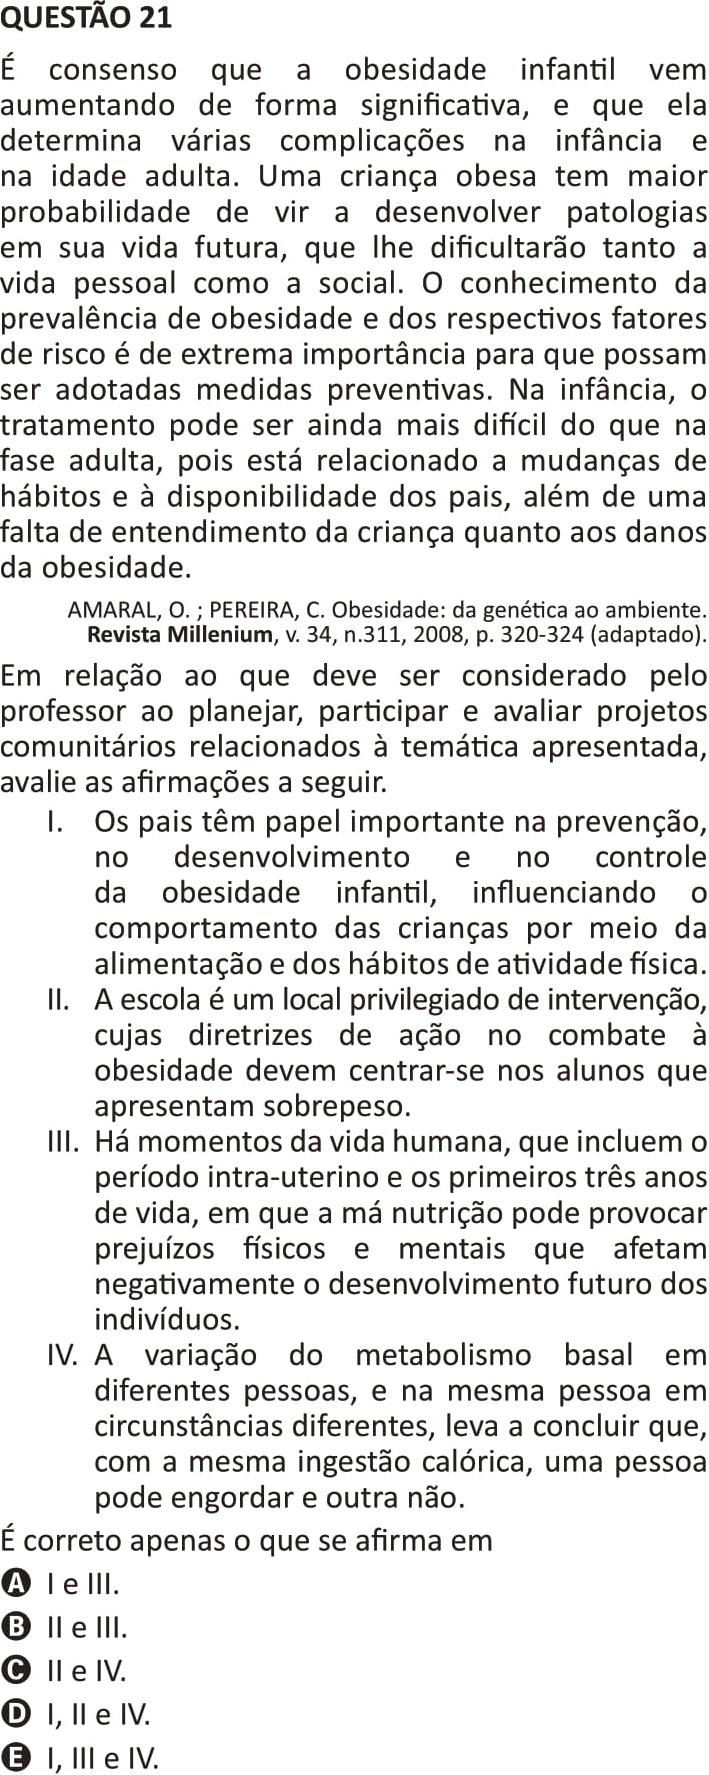 QUESTÃO 21
É consenso que a obesidade infantil vem
aumentando de forma significativa, e que ela
determina várias complicações na infância e
na idade adulta. Uma criança obesa tem maior
probabilidade de vir a desenvolver patologias
em sua vida futura, que lhe dificultarão tanto a
vida pessoal como a social. O conhecimento da
prevalência de obesidade e dos respectivos fatores
de risco é de extrema importância para que possam
ser adotadas medidas preventivas. Na infância, o
tratamento pode ser ainda mais difícil do que na
fase adulta, pois está relacionado a mudanças de
hábitos e à disponibilidade dos pais, além de uma
falta de entendimento da criança quanto aos danos
da obesidade.
AMARAL, O. ; PEREIRA, C. Obesidade: da genética ao ambiente.
Revista Millenium, v. 34, n.311, 2008, p. 320-324 (adaptado).
Em relação ao que deve ser considerado pelo
professor ao planejar, participar e avaliar projetos
comunitários relacionados à temática apresentada,
avalie as afirmações a seguir.
I. Os pais têm papel importante na prevenção,
no desenvolvimento e no controle
da obesidade infantil, influenciando o
comportamento das crianças por meio da
alimentação e dos hábitos de atividade física.
II. A escola é um local privilegiado de intervenção,
cujas diretrizes de ação no combate à
obesidade devem centrar-se nos alunos que
apresentam sobrepeso.
III. Há momentos da vida humana, que incluem o
período intra-uterino e os primeiros três anos
de vida, em que a má nutrição pode provocar
prejuízos físicos e mentais que afetam
negativamente o desenvolvimento futuro dos
indivíduos.
IV. A variação do metabolismo basal em
diferentes pessoas, e na mesma pessoa em
circunstâncias diferentes, leva a concluir que,
com a mesma ingestão calórica, uma pessoa
pode engordar e outra não.
É correto apenas o que se afirma em
A I e III.
B II e III.
C II e IV.
D I, II e IV.
E I, III e IV.